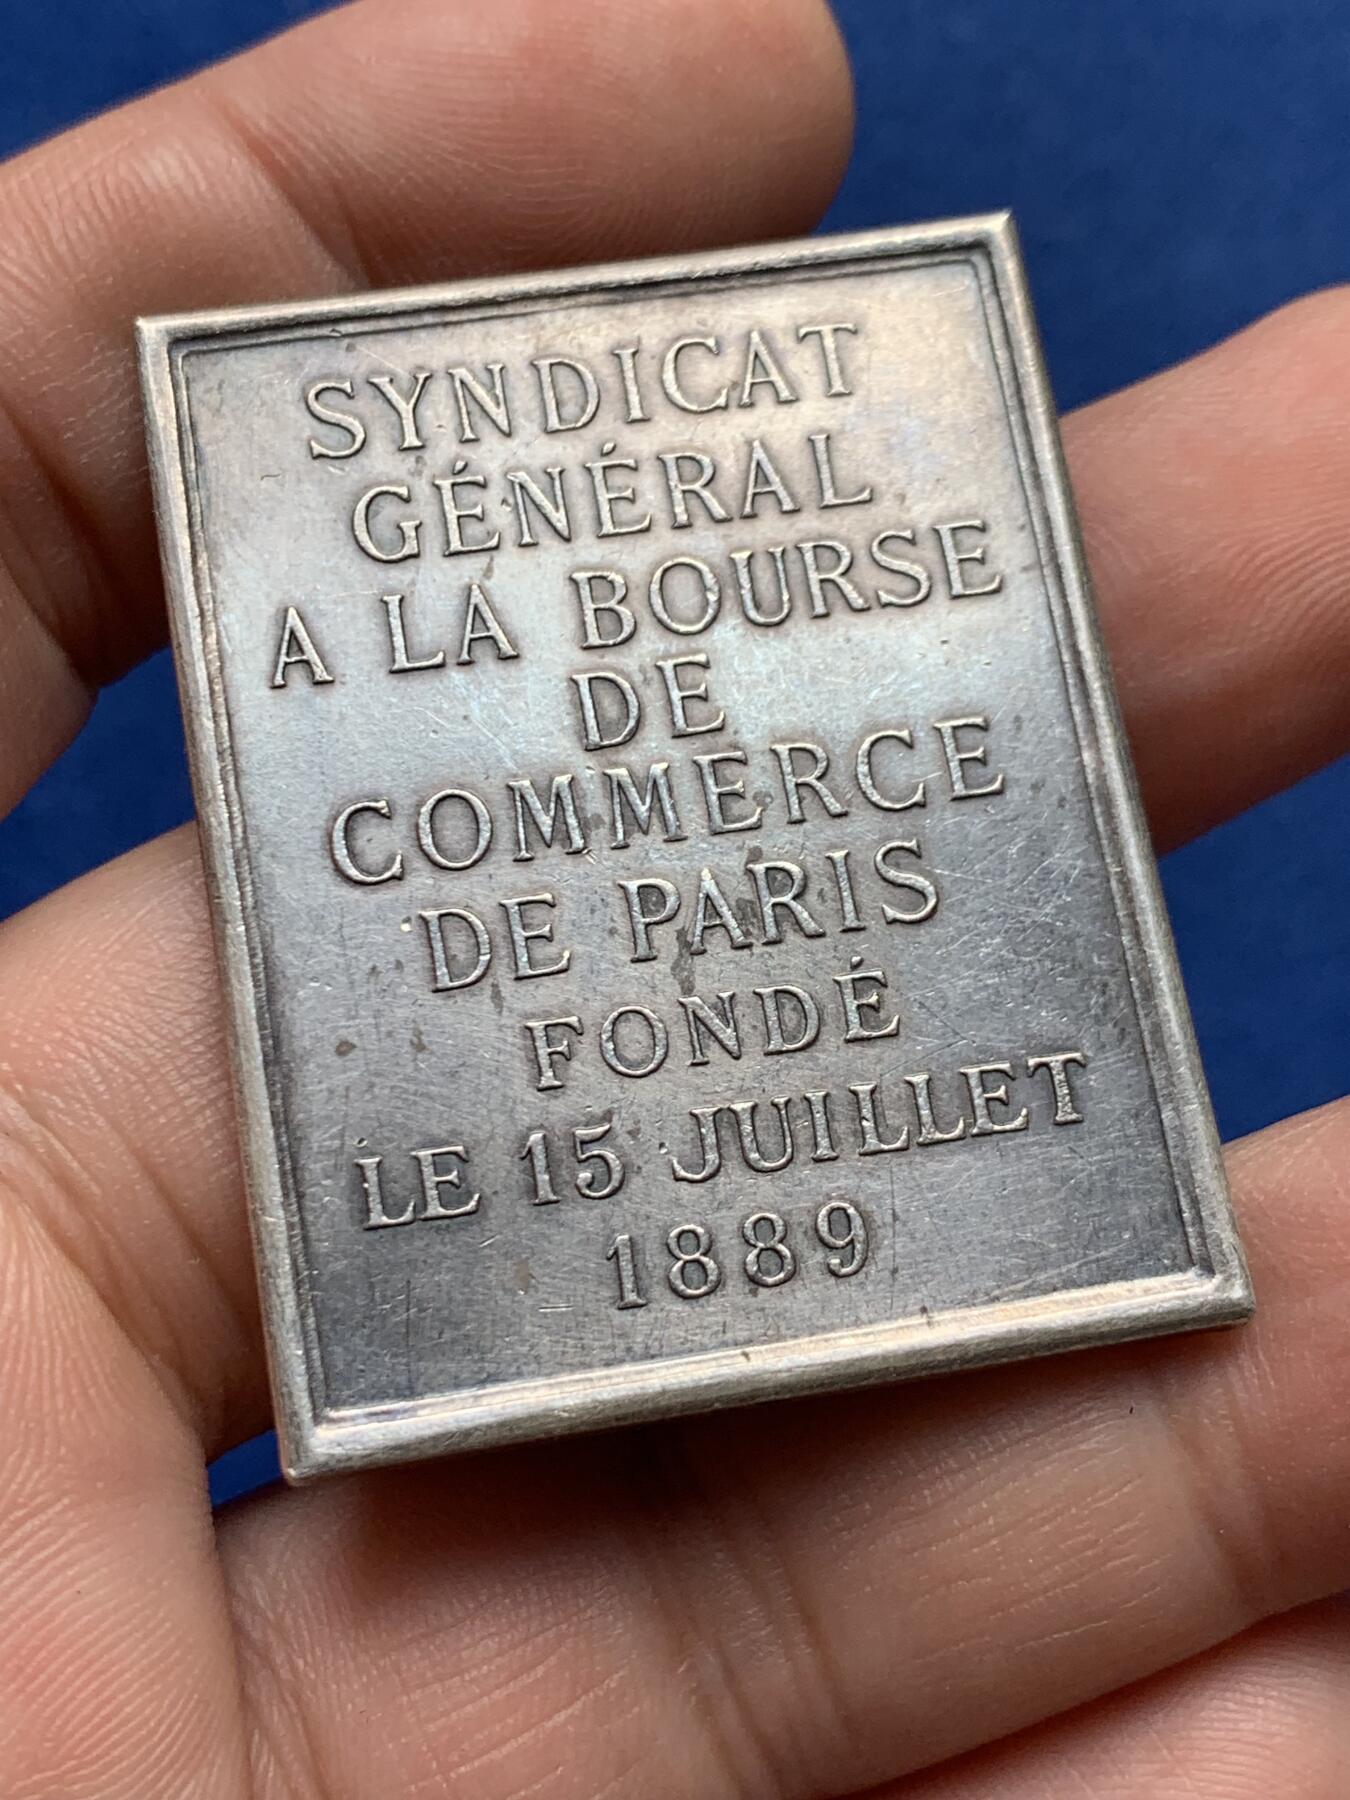 SYNDICAT
GÉNÉRAL
A LA BOURSE
DE
COMMERCE
DE PARIS
FONDÉ
LE 15 JUILLET
1889